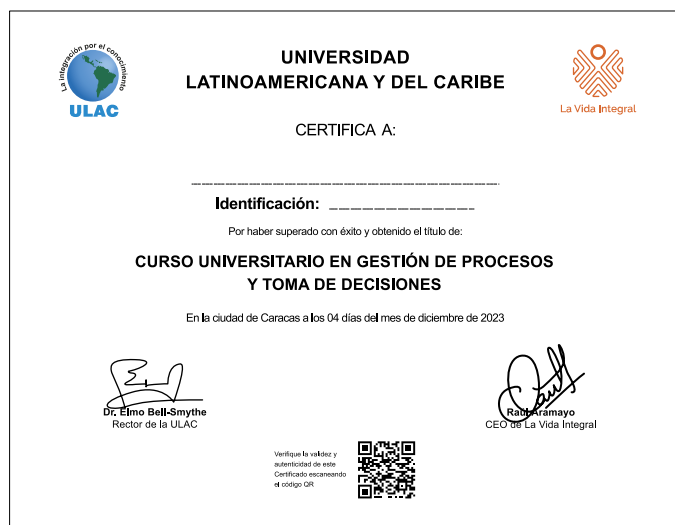 La integración por el conocimiento
ULAC
UNIVERSIDAD
LATINOAMERICANA Y DEL CARIBE
La Vida Integral
CERTIFICA A:
Identificación:
Por haber superado con éxito y obtenido el título de:
CURSO UNIVERSITARIO EN GESTIÓN DE PROCESOS
Y TOMA DE DECISIONES
En la ciudad de Caracas a los 04 días del mes de diciembre de 2023
Dr. Elmo Bell-Smythe
Rector de la ULAC
Raúl Aramayo
CEO de La Vida Integral
Verifique la validez y
autenticidad de este
Certificado escaneando
el código QR